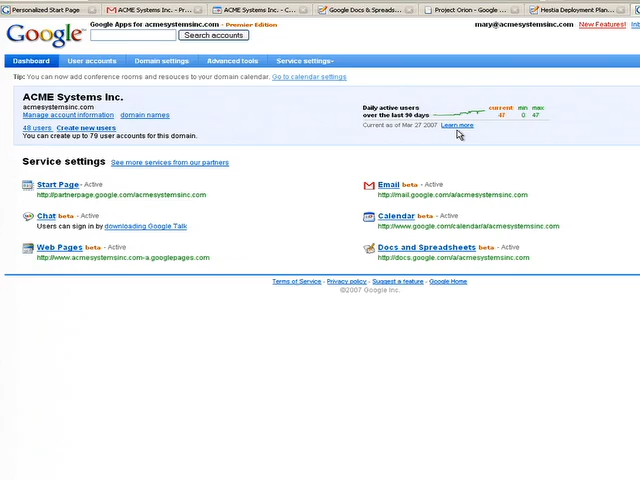 Personalized Start Page
ACME Systems Inc. - Pr...
ACME Systems Inc. - C...
Google Docs & Spreads...
Project Orion - Google ...
Hestia Deployment Plan...
Google
Google Apps for acmesystemsinc.com - Premier Edition
mary@acmesystemsinc.com New Features!
Search accounts
Dashboard User accounts Domain settings Advanced tools Service settings
Tip: You can now add conference rooms and resouces to your domain calendar. Go to calendar settings
ACME Systems Inc.
acmesystemsinc.com
Manage account information domain names
48 users Create new users
You can create up to 79 user accounts for this domain.
Daily active users current min max
over the last 90 days 47 0 47
Current as of Mar 27 2007 Learn more
Service settings See more services from our partners
Start Page - Active
http://partnerpage.google.com/acmesystemsinc.com
Email beta - Active
http://mail.google.com/a/acmesystemsinc.com
Chat beta - Active
Users can sign in by downloading Google Talk
Calendar beta - Active
http://www.google.com/calendar/a/acmesystemsinc.com
Web Pages beta - Active
http://www.acmesystemsinc.com-a.googlepages.com
Docs and Spreadsheets beta - Active
http://docs.google.com/a/acmesystemsinc.com
Terms of Service - Privacy policy - Suggest a feature - Google Home
©2007 Google Inc.